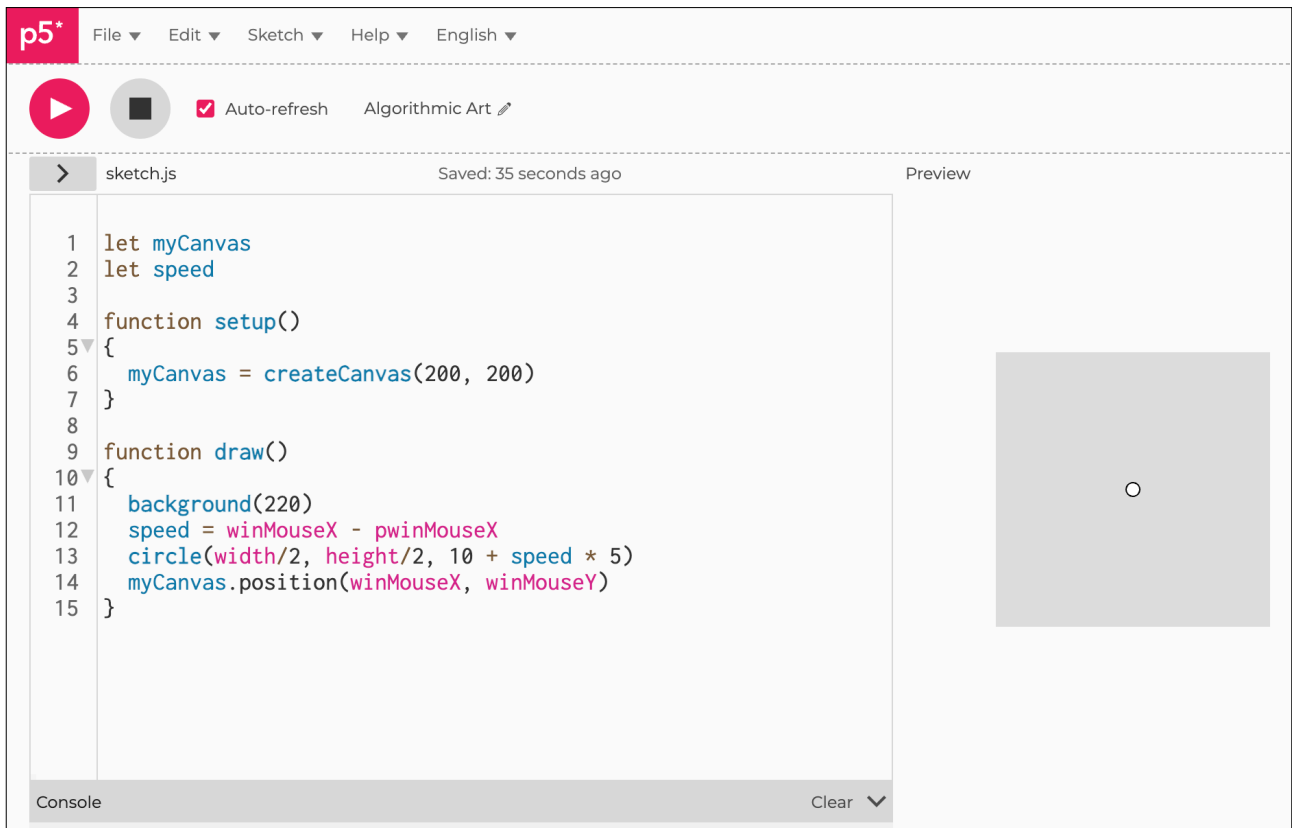 p5* File Edit Sketch Help English
Auto-refresh Algorithmic Art
sketch.js Saved: 35 seconds ago Preview
1 let myCanvas
2 let speed
3
4 function setup()
5 {
6   myCanvas = createCanvas(200, 200)
7 }
8
9 function draw()
10 {
11   background(220)
12   speed = winMouseX - pwinMouseX
13   circle(width/2, height/2, 10 + speed * 5)
14   myCanvas.position(winMouseX, winMouseY)
15 }
Console Clear